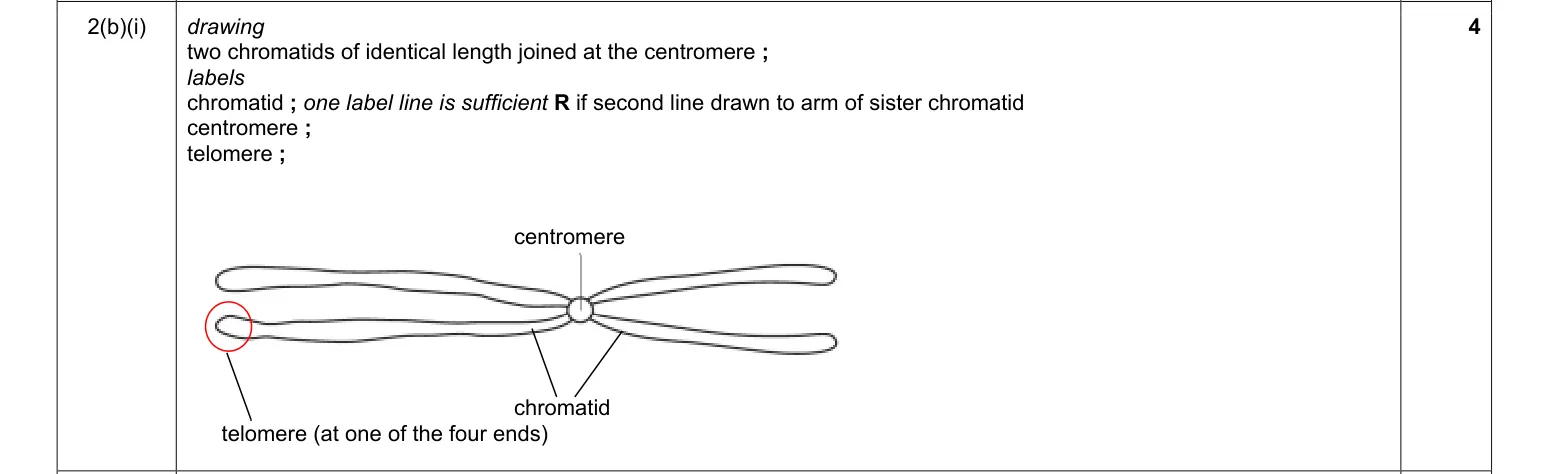 2(b)(i)
drawing
4
two chromatids of identical length joined at the centromere ;
labels
chromatid ; one label line is sufficient R if second line drawn to arm of sister chromatid
centromere ;
telomere ;
centromere
chromatid
telomere (at one of the four ends)